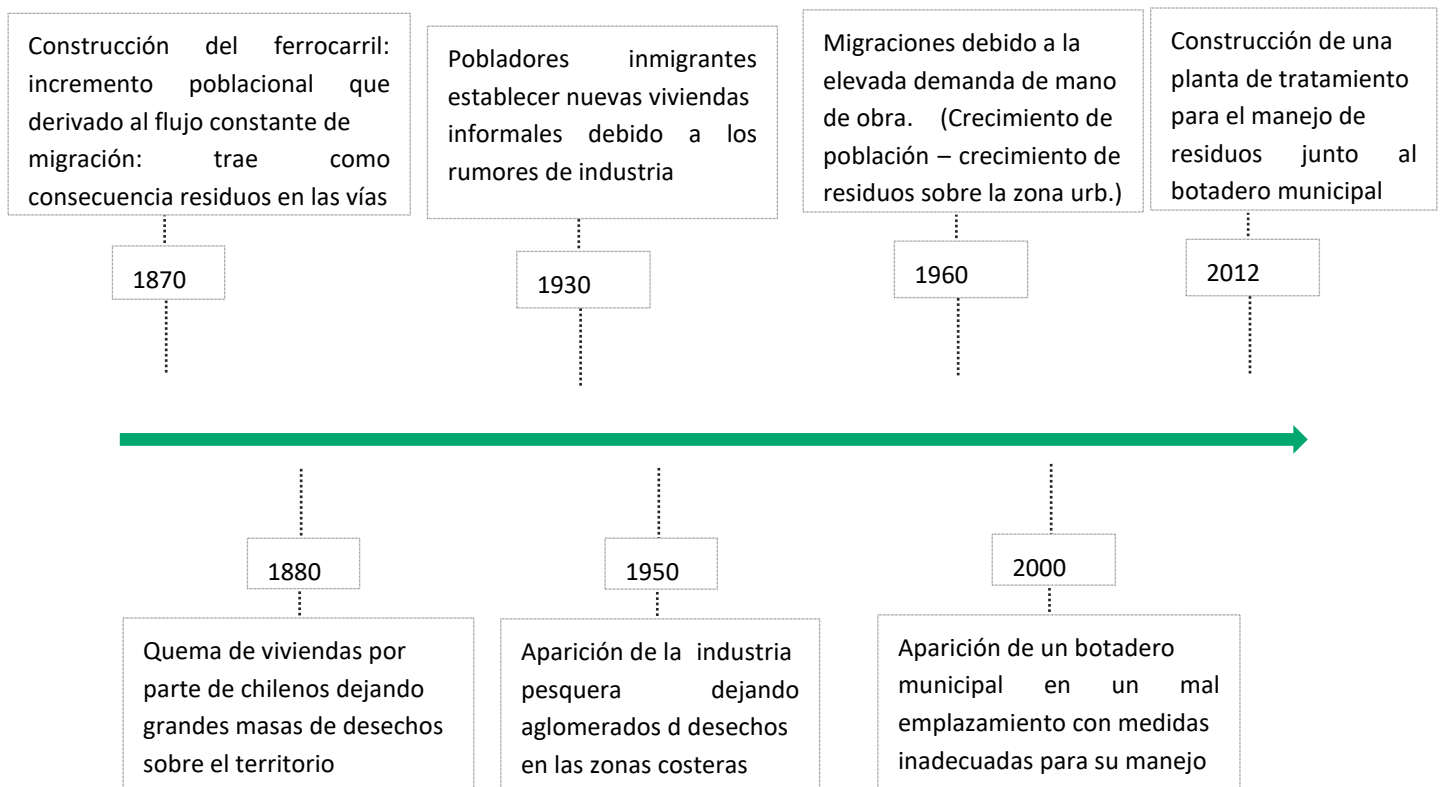 Construcción del ferrocarril:
incremento poblacional que
derivado al flujo constante de
migración: trae como
consecuencia residuos en las vías
1870
Pobladores inmigrantes
establecer nuevas viviendas
informales debido a los
rumores de industria
1930
Migraciones debido a la
elevada demanda de mano
de obra. (Crecimiento de
población – crecimiento de
residuos sobre la zona urb.)
1960
Construcción de una
planta de tratamiento
para el manejo de
residuos junto al
botadero municipal
2012
1880
Quema de viviendas por
parte de chilenos dejando
grandes masas de desechos
sobre el territorio
1950
Aparición de la industria
pesquera dejando
aglomerados d desechos
en las zonas costeras
2000
Aparición de un botadero
municipal en un mal
emplazamiento con medidas
inadecuadas para su manejo